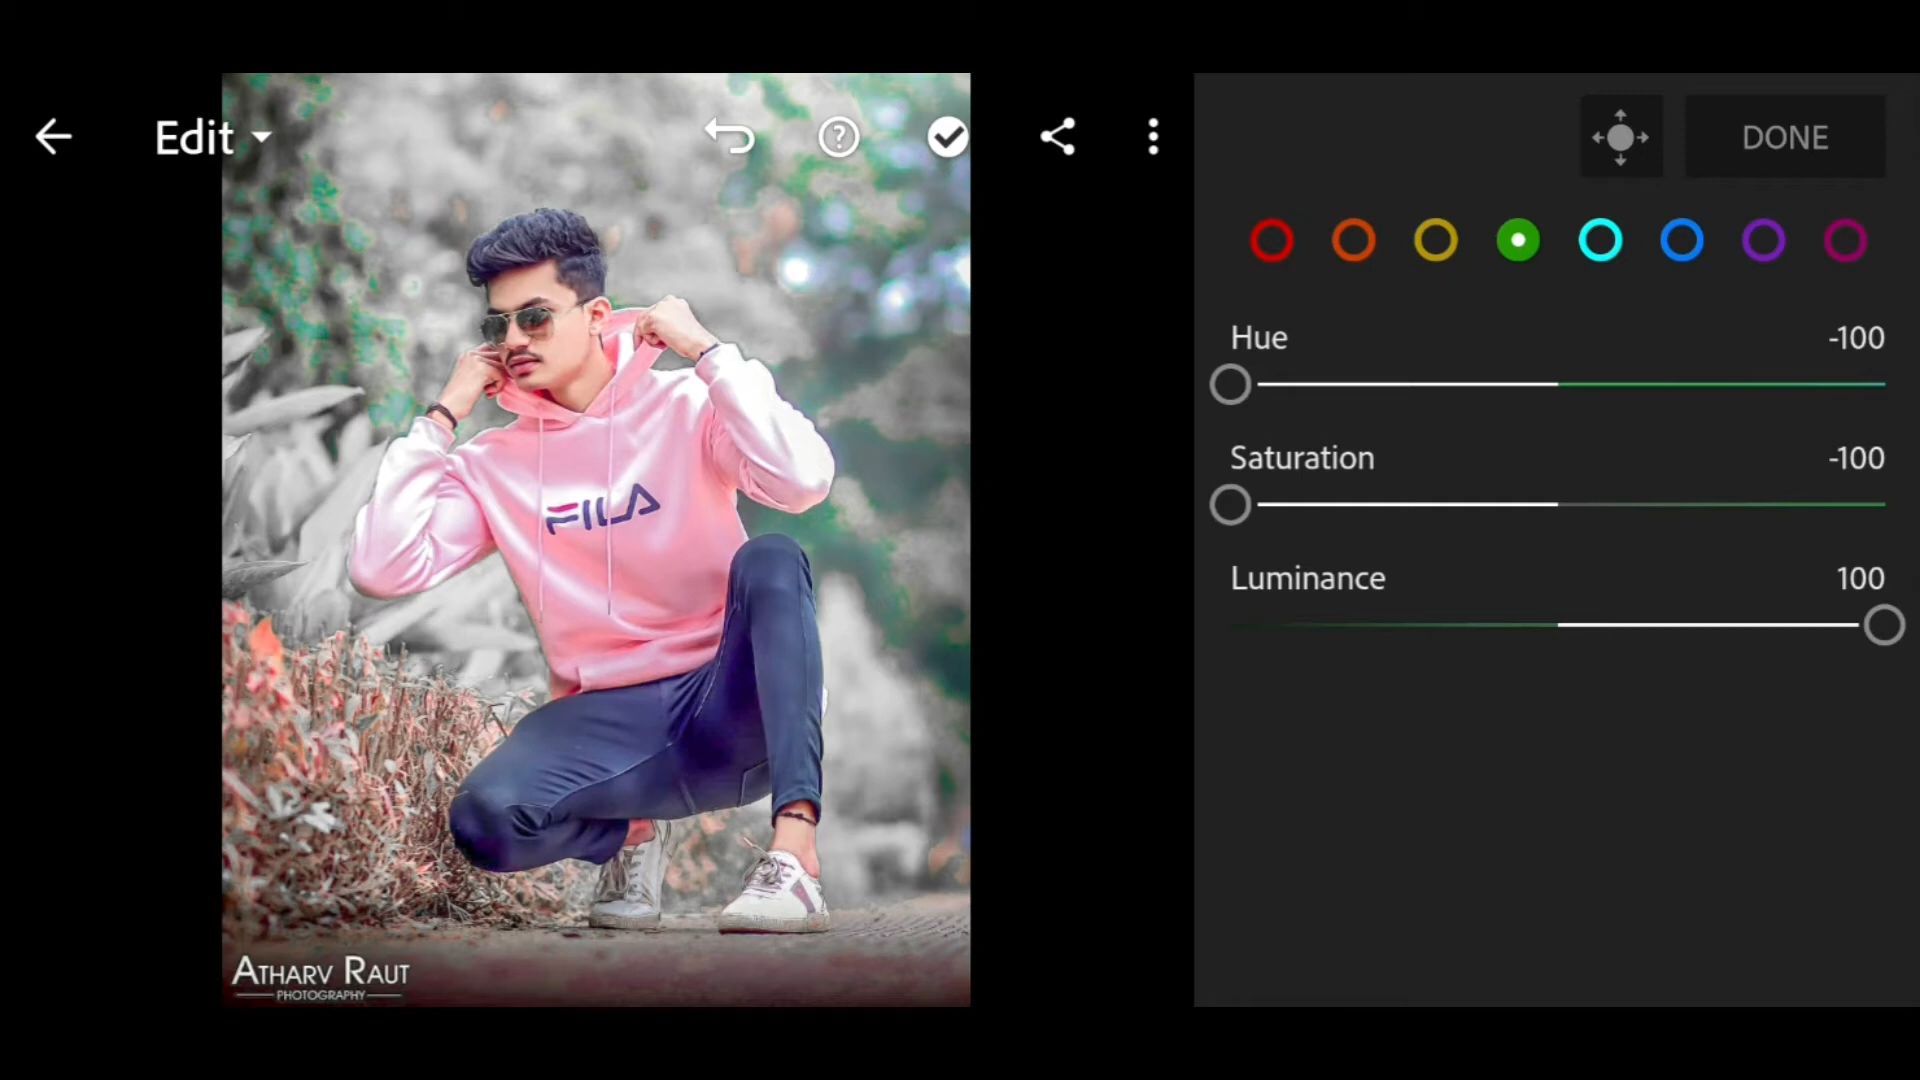 Edit
DONE
Hue -100
Saturation -100
Luminance 100
FILA
ATHARV RAUT
PHOTOGRAPHY